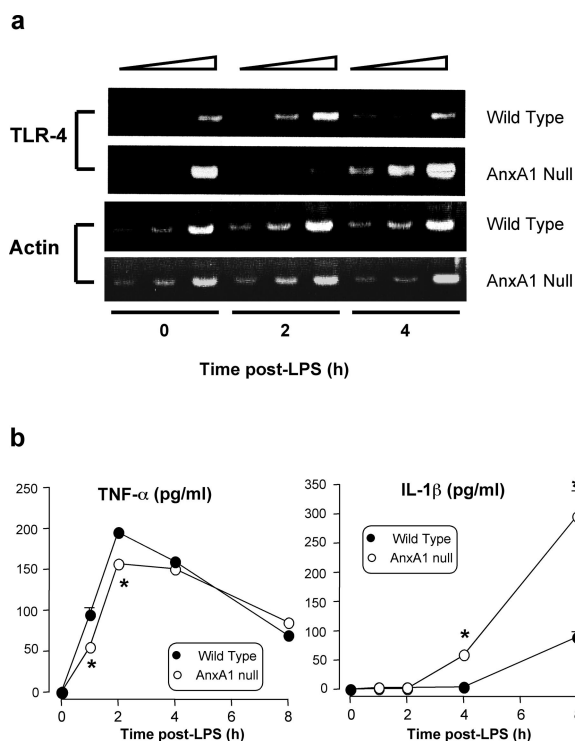 a
Wild Type
TLR-4
AnxA1 Null
Wild Type
Actin
AnxA1 Null
0 2 4
Time post-LPS (h)
b
TNF-α (pg/ml)
250
200
150
100
50
0
*
*
Wild Type
AnxA1 null
0 2 4 6 8
Time post-LPS (h)
IL-1β (pg/ml)
350
300
250
200
150
100
50
0
Wild Type
AnxA1 null
*
0 2 4 6
Time post-LPS (h)